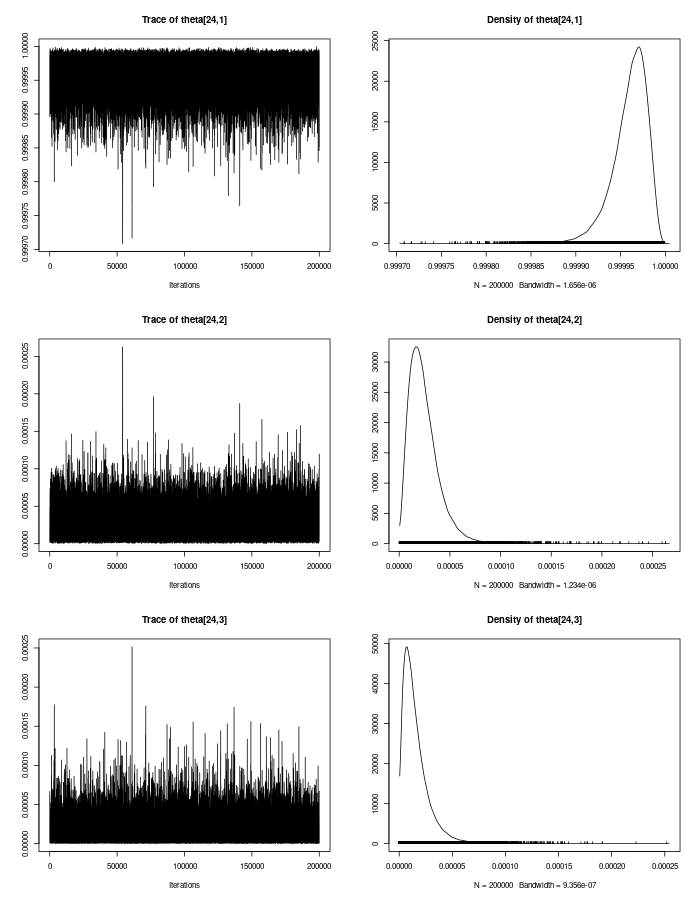 Trace of theta[24,1]
0.99970 0.99975 0.99980 0.99985 0.99990 0.99995 1.00000
0 50000 100000 150000 200000
Iterations
Density of theta[24,1]
0 5000 10000 15000 20000 25000
0.99970 0.99975 0.99980 0.99985 0.99990 0.99995 1.00000
N = 200000 Bandwidth = 1.656e-06
Trace of theta[24,2]
0.00000 0.00005 0.00010 0.00015 0.00020 0.00025
0 50000 100000 150000 200000
Iterations
Density of theta[24,2]
0 5000 10000 15000 20000 25000 30000
0.00000 0.00005 0.00010 0.00015 0.00020 0.00025
N = 200000 Bandwidth = 1.234e-06
Trace of theta[24,3]
0.00000 0.00005 0.00010 0.00015 0.00020 0.00025
0 50000 100000 150000 200000
Iterations
Density of theta[24,3]
0 10000 20000 30000 40000 50000
0.00000 0.00005 0.00010 0.00015 0.00020 0.00025
N = 200000 Bandwidth = 9.356e-07